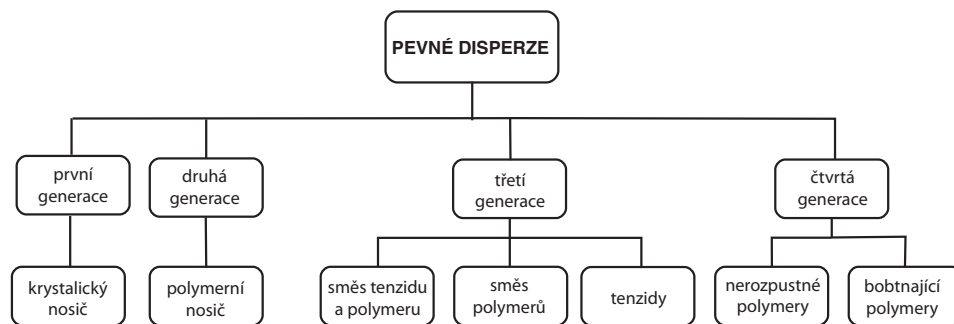 PEVNÉ DISPERZE
první
generace
druhá
generace
třetí
generace
čtvrtá
generace
krystalický
nosič
polymerní
nosič
směs tenzidu
a polymeru
směs
polymerů
tenzidy
nerozpustné
polymery
bobtnající
polymery